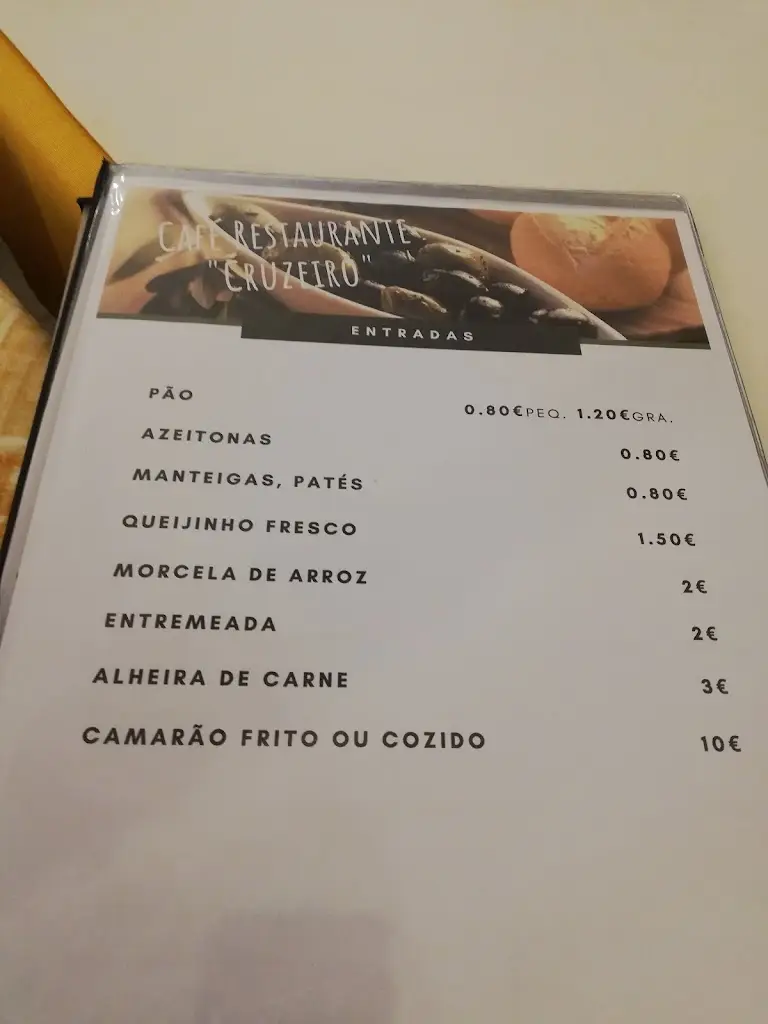 CAFÉ RESTAURANTE
"CRUZEIRO"
ENTRADAS
PÃO 0.80€PEQ. 1.20€GRA.
AZEITONAS 0.80€
MANTEIGAS, PATÉS 0.80€
QUEIJINHO FRESCO 1.50€
MORCELA DE ARROZ 2€
ENTREMEADA 2€
ALHEIRA DE CARNE 3€
CAMARÃO FRITO OU COZIDO 10€